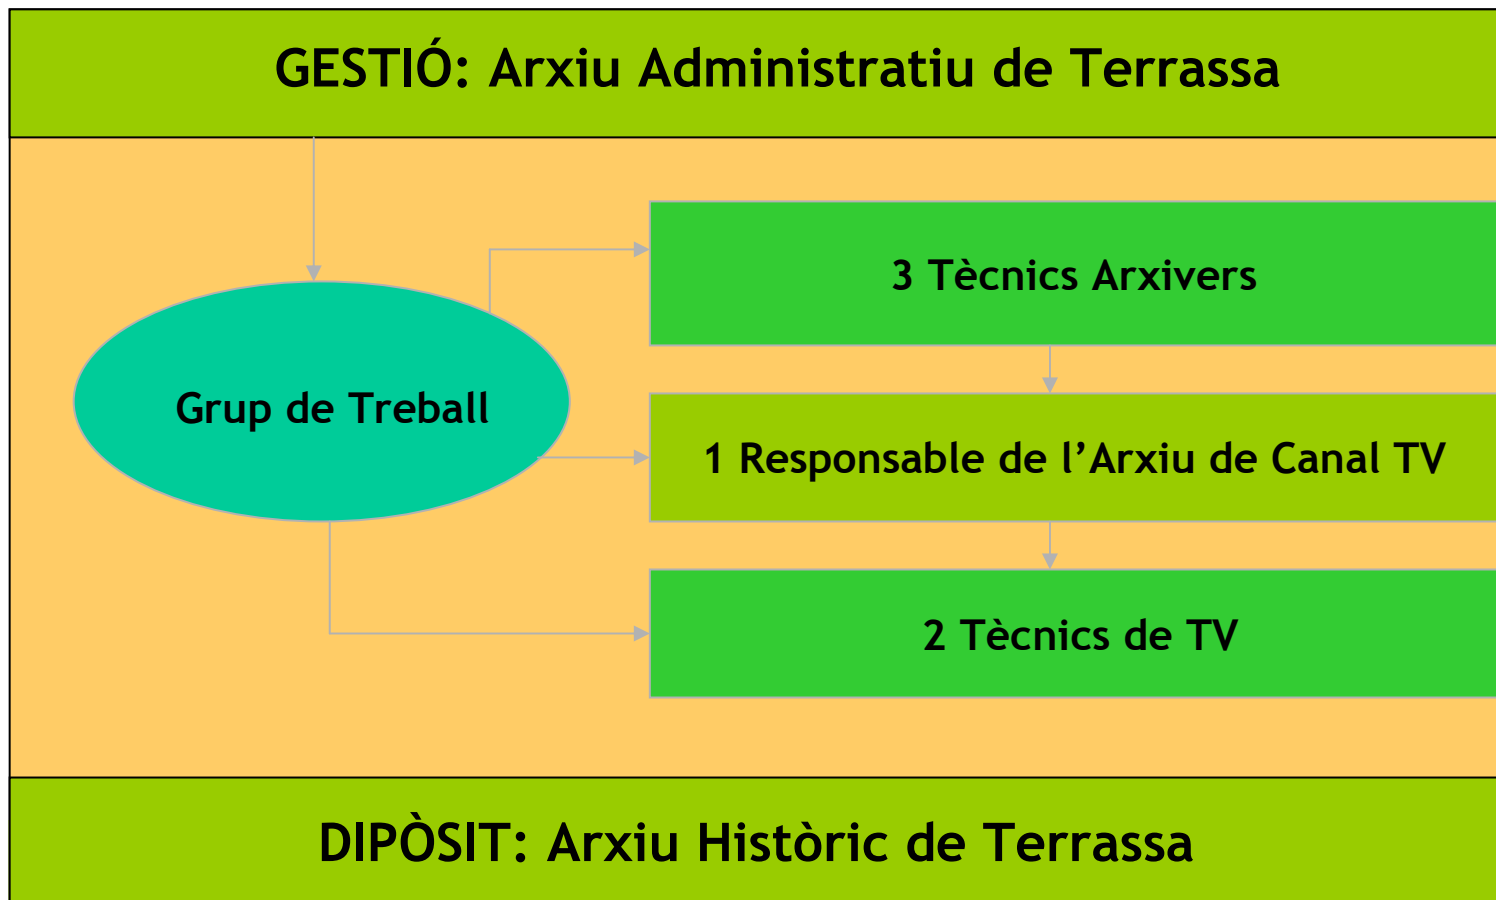 GESTIÓ: Arxiu Administratiu de Terrassa
3 Tècnics Arxivers
Grup de Treball
1 Responsable de l’Arxiu de Canal TV
2 Tècnics de TV
DIPÒSIT: Arxiu Històric de Terrassa